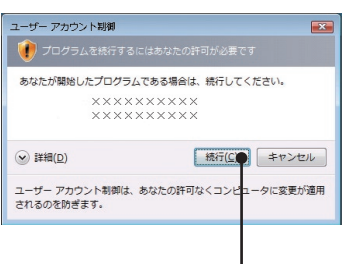 ユーザー アカウント制御
プログラムを続行するにはあなたの許可が必要です
あなたが開始したプログラムである場合は、続行してください。
××××××××××
××××××××××
詳細(D)
続行(C)
キャンセル
ユーザー アカウント制御は、あなたの許可なくコンピュータに変更が適用
されるのを防ぎます。